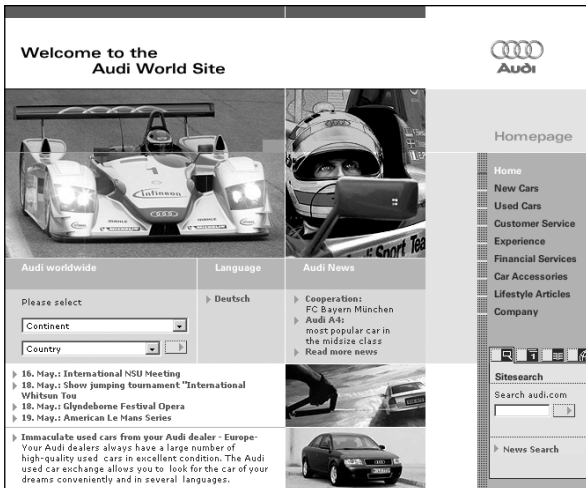 Welcome to the
Audi World Site
Audi
Homepage
1
Infineon
Audi Sport Team
Home
New Cars
Used Cars
Customer Service
Experience
Financial Services
Car Accessories
Lifestyle Articles
Company
Audi worldwide
Language
Audi News
Please select
Continent
Country
Deutsch
Cooperation:
FC Bayern München
Audi A4:
most popular car in
the midsize class
Read more news
16. May.: International NSU Meeting
18. May.: Show jumping tournament "International
Whitsun Tou
18. May.: Glyndeborne Festival Opera
19. May.: American Le Mans Series
Immaculate used cars from your Audi dealer - Europe-
Your Audi dealers always have a large number of
high-quality used cars in excellent condition. The Audi
used car exchange allows you to look for the car of your
dreams conveniently and in several languages.
Sitesearch
Search audi.com
News Search